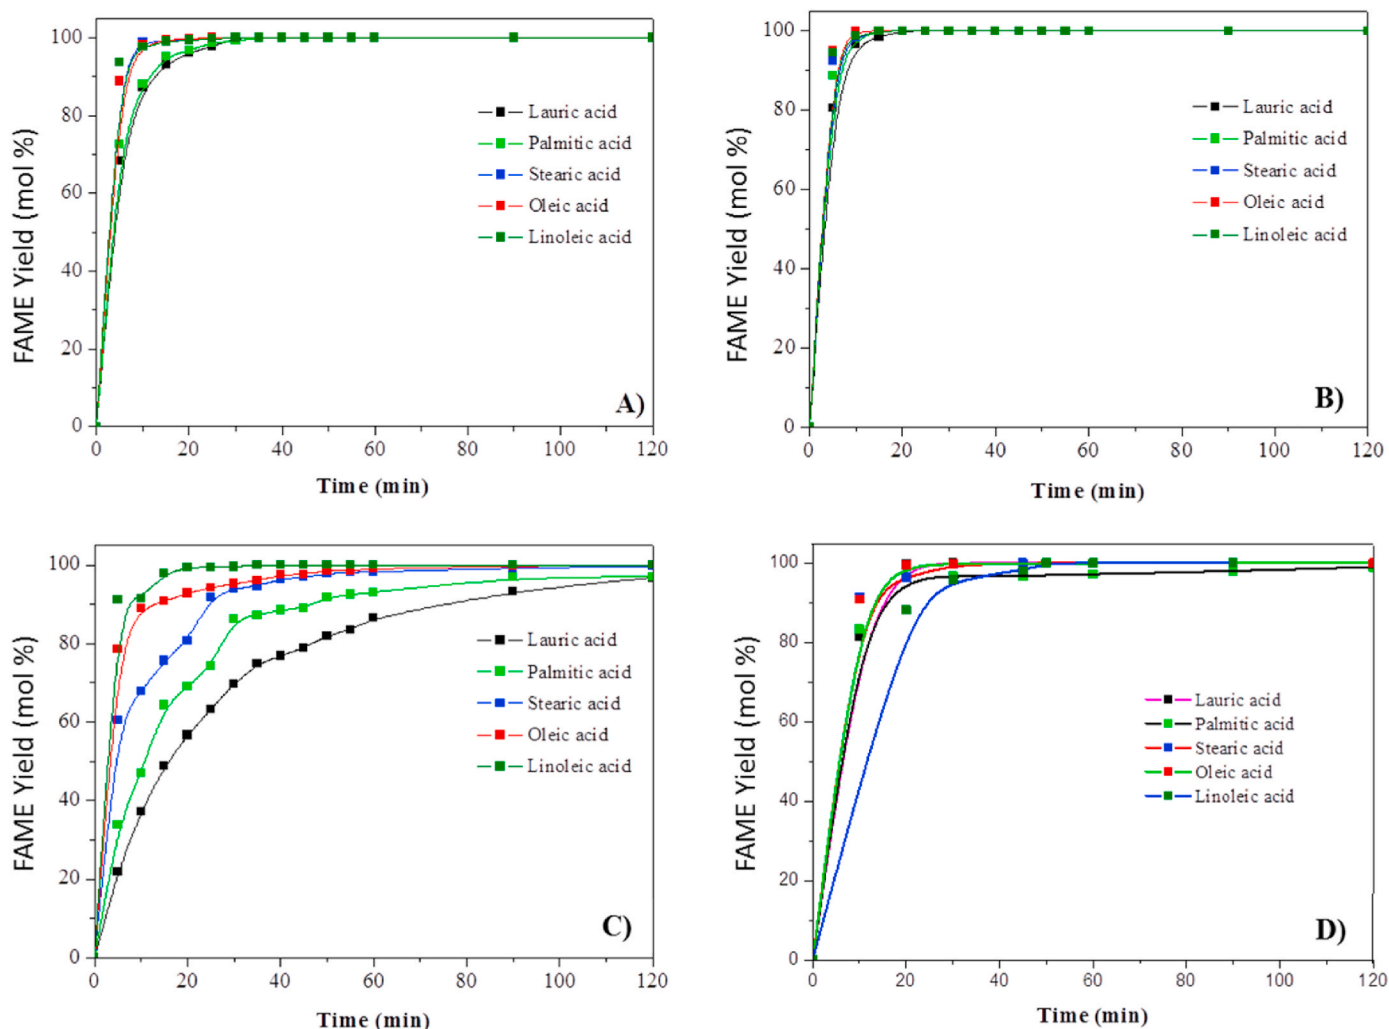 FAME Yield (mol %)
100
80
60
40
20
0
Lauric acid
Palmitic acid
Stearic acid
Oleic acid
Linoleic acid
A)
0 20 40 60 80 100 120
Time (min)
FAME Yield (mol %)
100
80
60
40
20
0
Lauric acid
Palmitic acid
Stearic acid
Oleic acid
Linoleic acid
B)
0 20 40 60 80 100 120
Time (min)
FAME Yield (mol %)
100
80
60
40
20
0
Lauric acid
Palmitic acid
Stearic acid
Oleic acid
Linoleic acid
C)
0 20 40 60 80 100 120
Time (min)
FAME Yield (mol %)
100
80
60
40
20
0
Lauric acid
Palmitic acid
Stearic acid
Oleic acid
Linoleic acid
D)
0 20 40 60 80 100 120
Time (min)